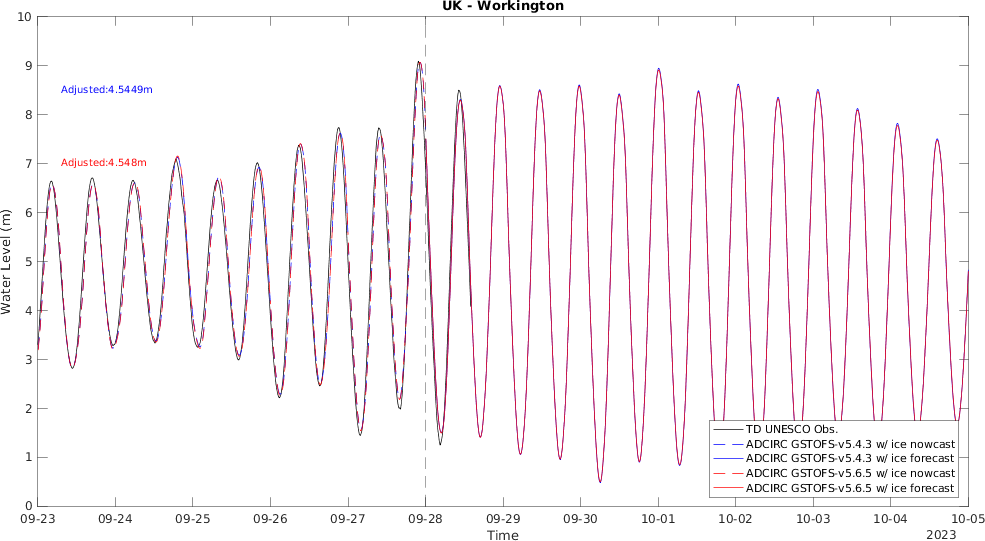 UK - Workington
10
9
8
7
6
5
4
3
2
1
0
Water Level (m)
Adjusted:4.5449m
Adjusted:4.548m
TD UNESCO Obs.
ADCIRC GSTOFS-v5.4.3 w/ ice nowcast
ADCIRC GSTOFS-v5.4.3 w/ ice forecast
ADCIRC GSTOFS-v5.6.5 w/ ice nowcast
ADCIRC GSTOFS-v5.6.5 w/ ice forecast
09-23 09-24 09-25 09-26 09-27 09-28 09-29 09-30 10-01 10-02 10-03 10-04 10-05
Time
2023